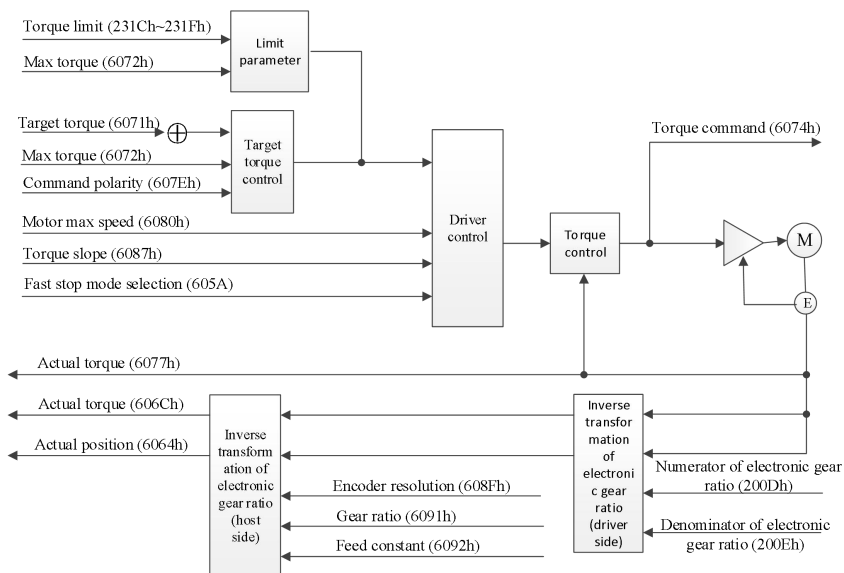 Torque limit (231Ch~231Fh)
Max torque (6072h)
Limit
parameter
Target torque (6071h)
Max torque (6072h)
Command polarity (607Eh)
Target
torque
control
Motor max speed (6080h)
Torque slope (6087h)
Fast stop mode selection (605A)
Driver
control
Torque
control
Torque command (6074h)
M
E
Actual torque (6077h)
Actual torque (606Ch)
Actual position (6064h)
Inverse
transform
ation of
electronic
gear ratio
(host
side)
Encoder resolution (608Fh)
Gear ratio (6091h)
Feed constant (6092h)
Inverse
transfor
mation
of
electroni
c gear
ratio
(driver
side)
Numerator of electronic gear
ratio (200Dh)
Denominator of electronic
gear ratio (200Eh)